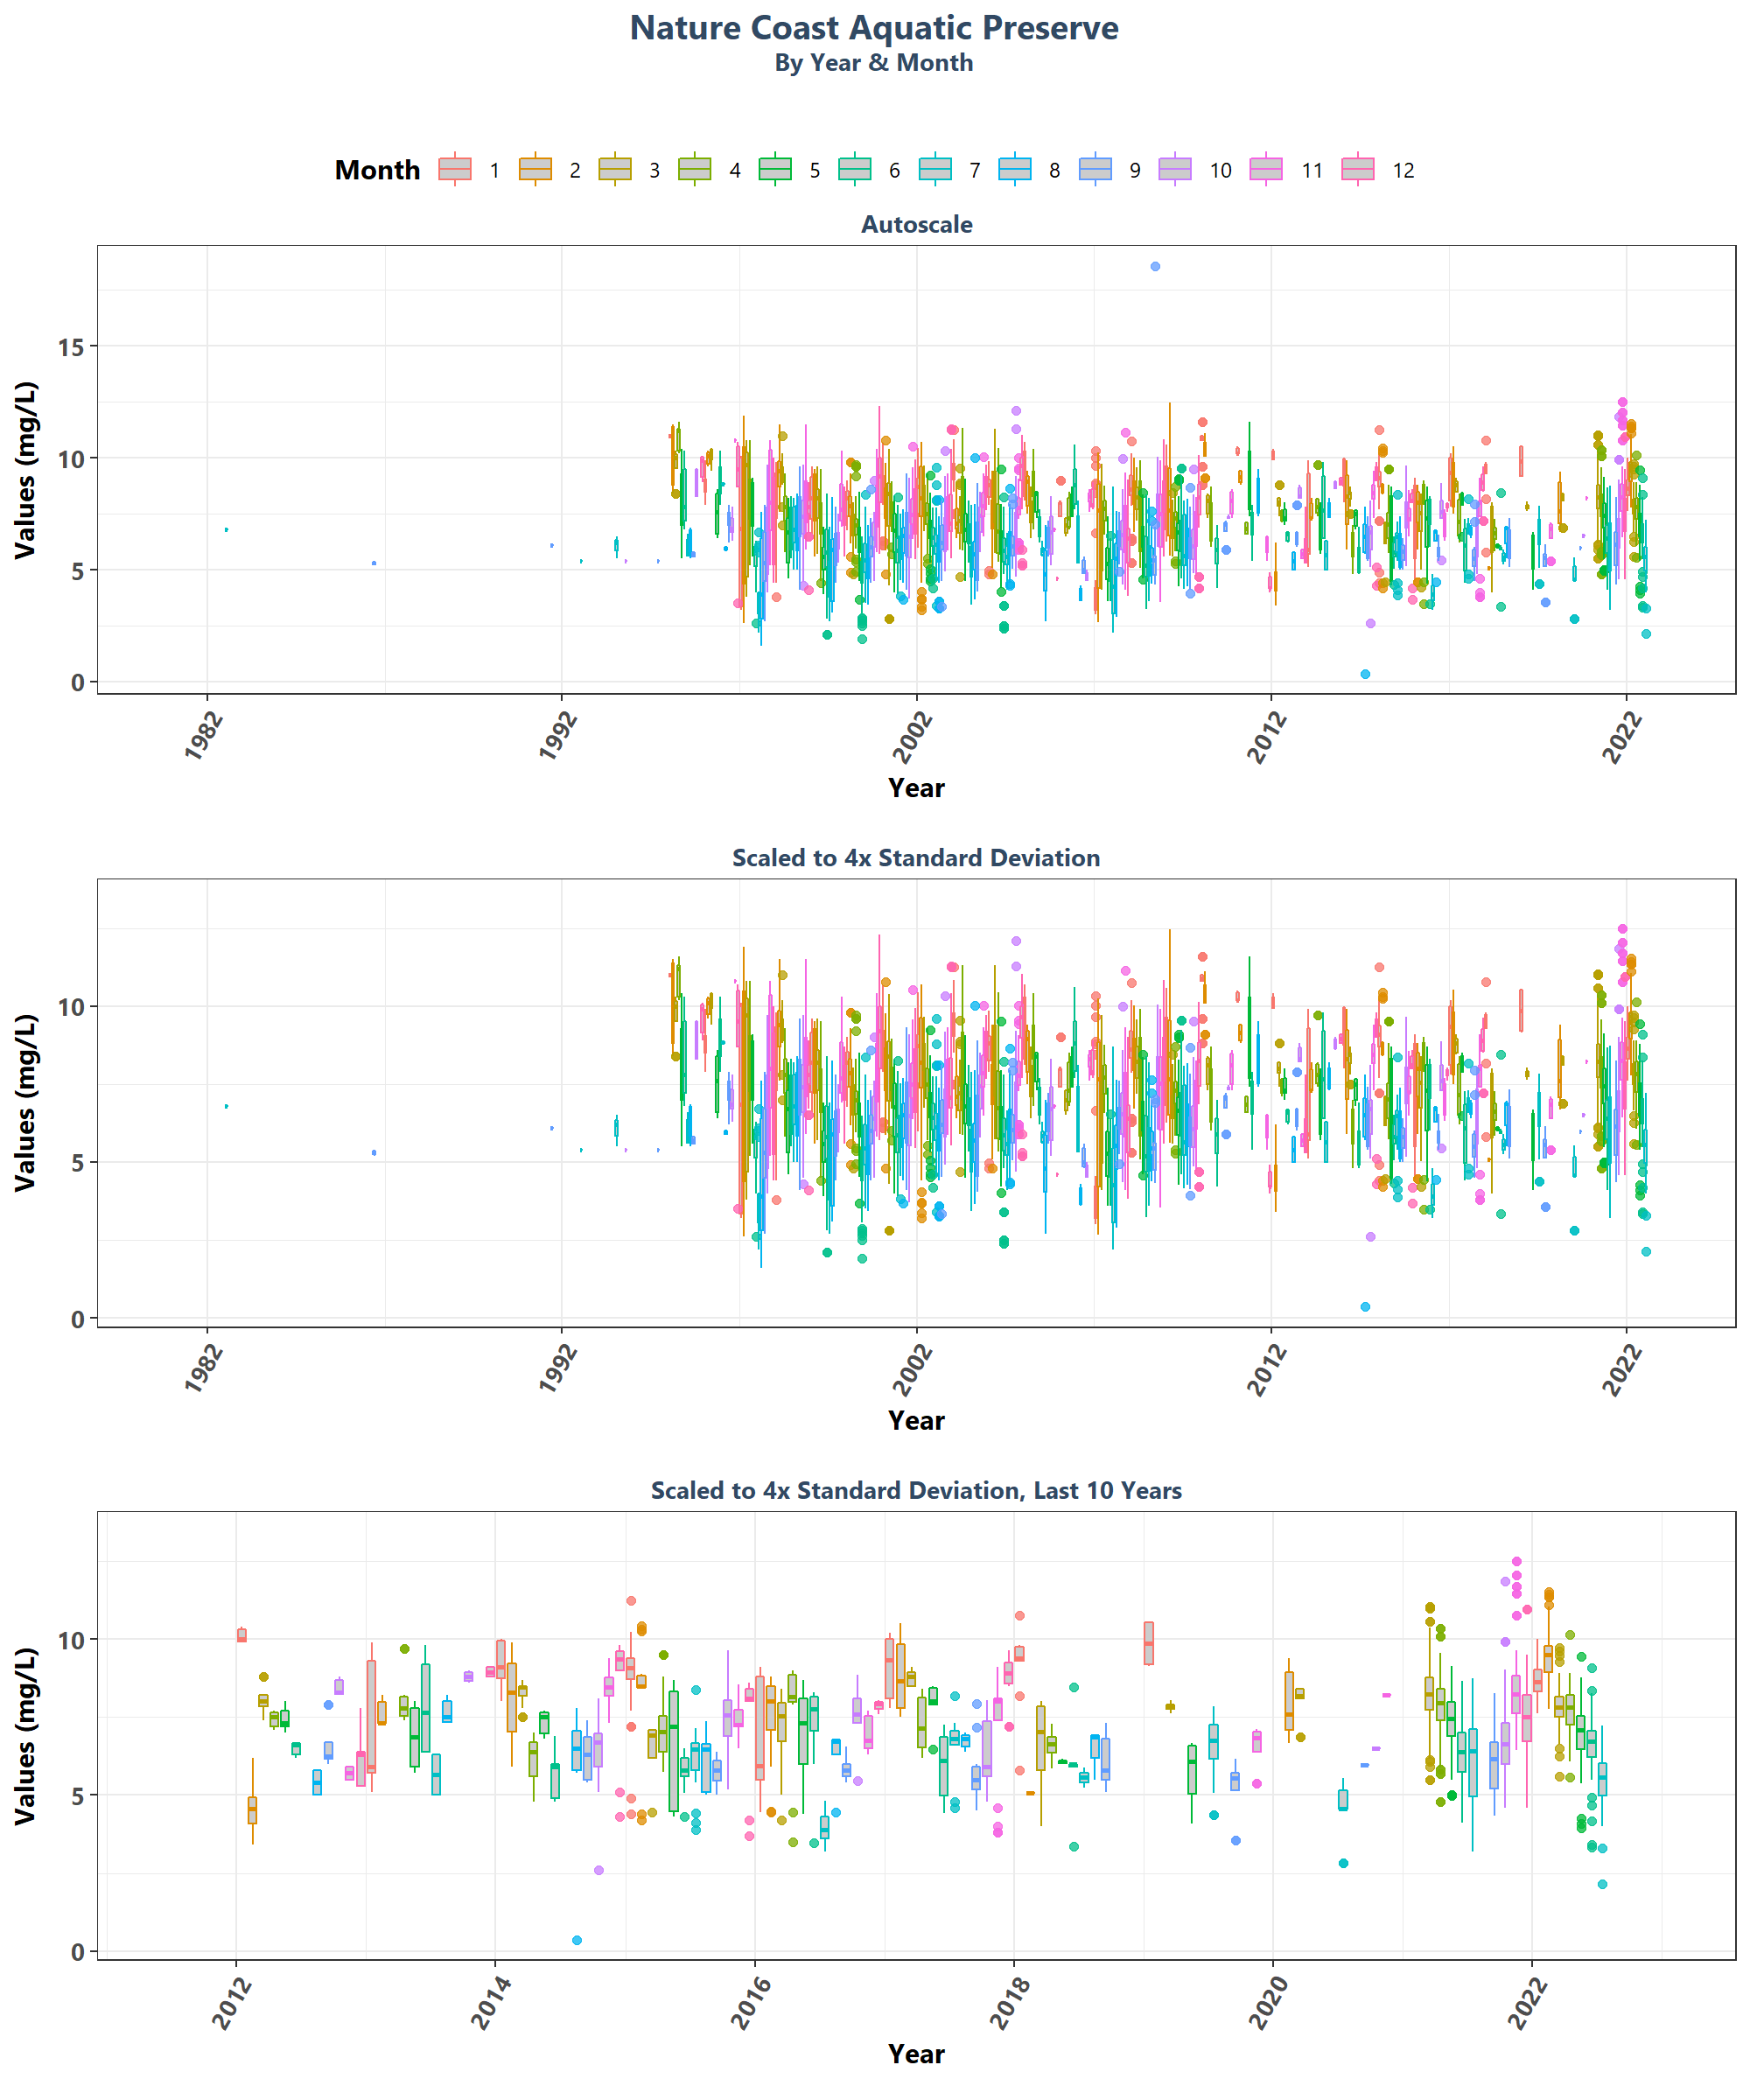 Nature Coast Aquatic Preserve
By Year & Month
Month 1 2 3 4 5 6 7 8 9 10 11 12
Autoscale
Values (mg/L)
15
10
5
0
1982 1992 2002 2012 2022
Year
Scaled to 4x Standard Deviation
Values (mg/L)
10
5
0
1982 1992 2002 2012 2022
Year
Scaled to 4x Standard Deviation, Last 10 Years
Values (mg/L)
10
5
0
2012 2014 2016 2018 2020 2022
Year